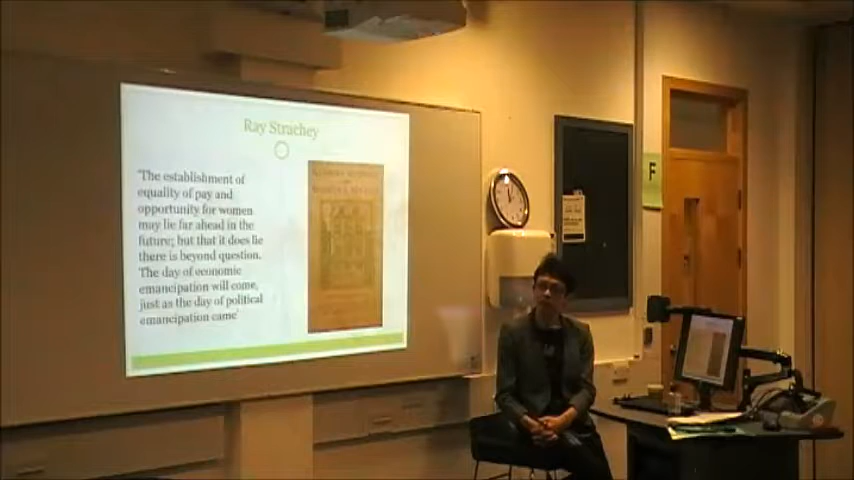 Ray Strachey
'The establishment of
equality of pay and
opportunity for women
may lie far ahead in the
future; but that it does lie
there is beyond question.
The day of economic
emancipation will come,
just as the day of political
emancipation came'
F